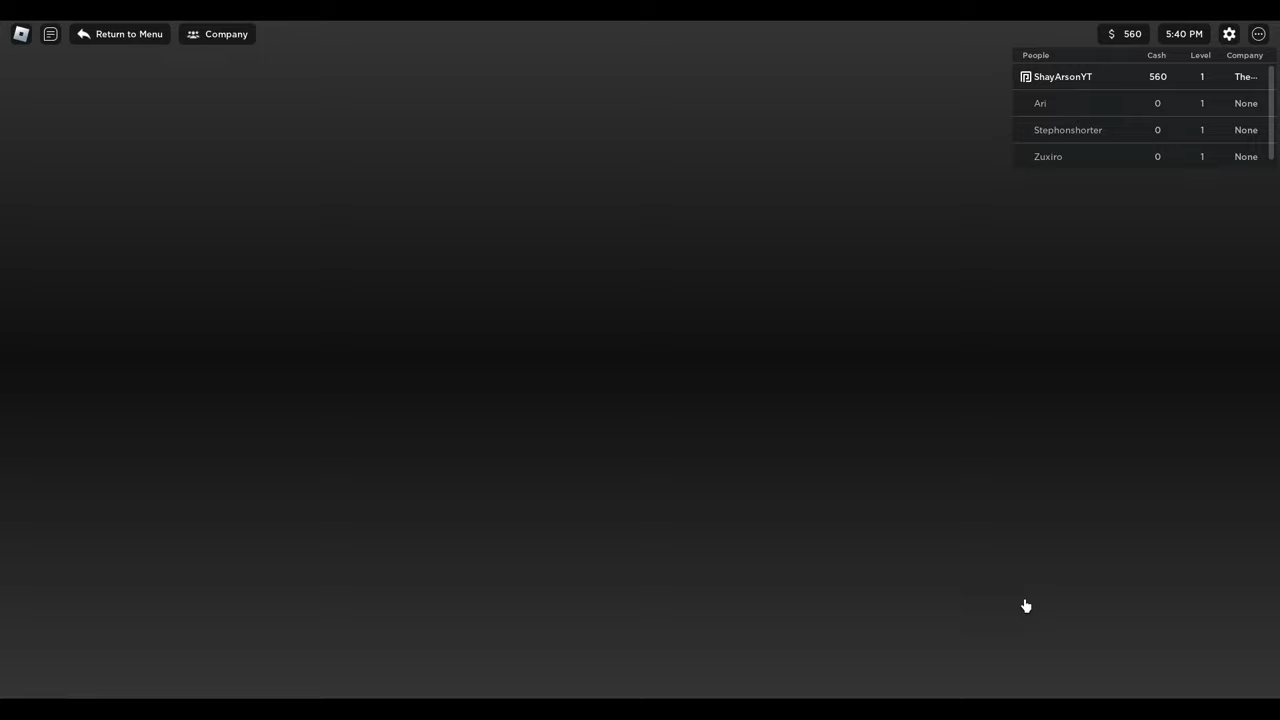 Return to Menu
Company
$ 560
5:40 PM
People Cash Level Company
ShayArsonYT 560 1 The...
Ari 0 1 None
Stephonshorter 0 1 None
Zuxiro 0 1 None